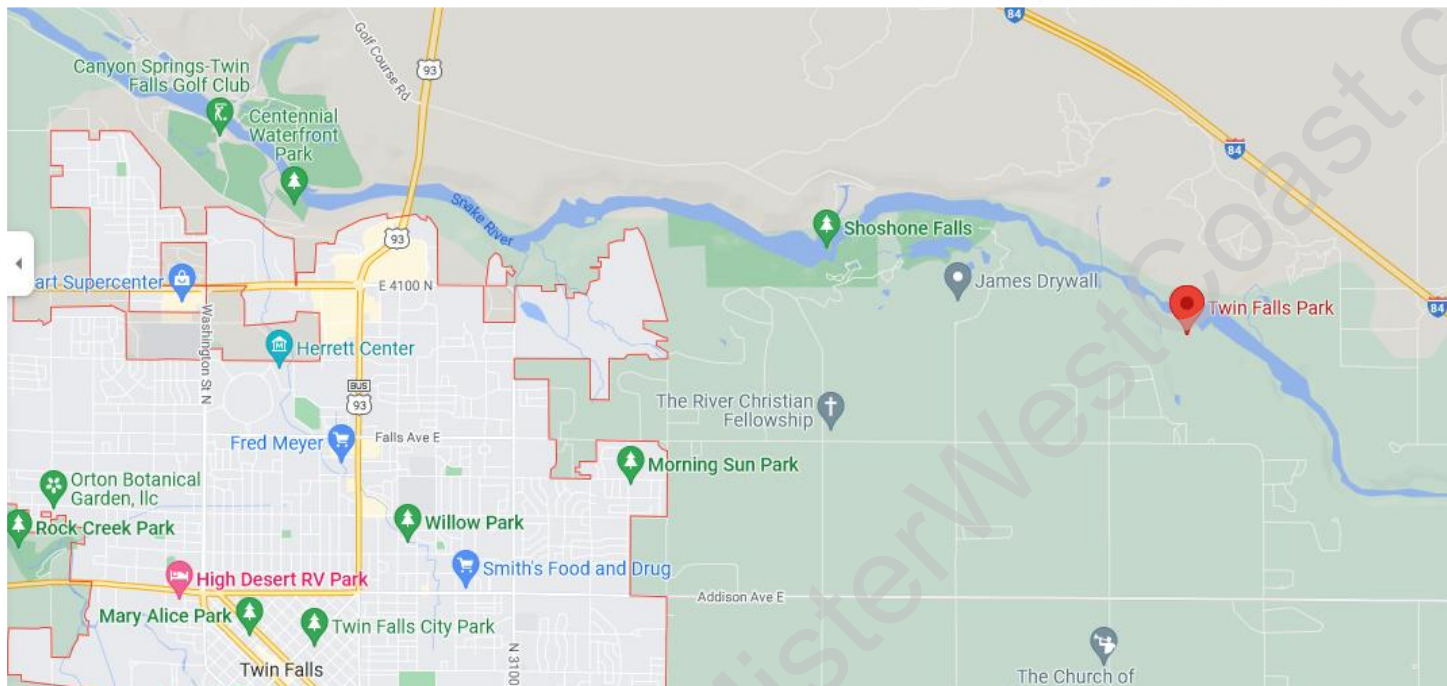 84
Golf Course Rd
93
Canyon Springs-Twin
Falls Golf Club
Centennial
Waterfront
Park
84
Snake River
Shoshone Falls
93
art Supercenter
E 4100 N
James Drywall
Twin Falls Park
84
Washington St N
Herrett Center
BUS
93
The River Christian
Fellowship
Fred Meyer
Falls Ave E
Morning Sun Park
Orton Botanical
Garden, llc
Rock Creek Park
Willow Park
High Desert RV Park
Smith's Food and Drug
Addison Ave E
Mary Alice Park
Twin Falls City Park
Twin Falls
N 3100
The Church of
isterWestCoast.c